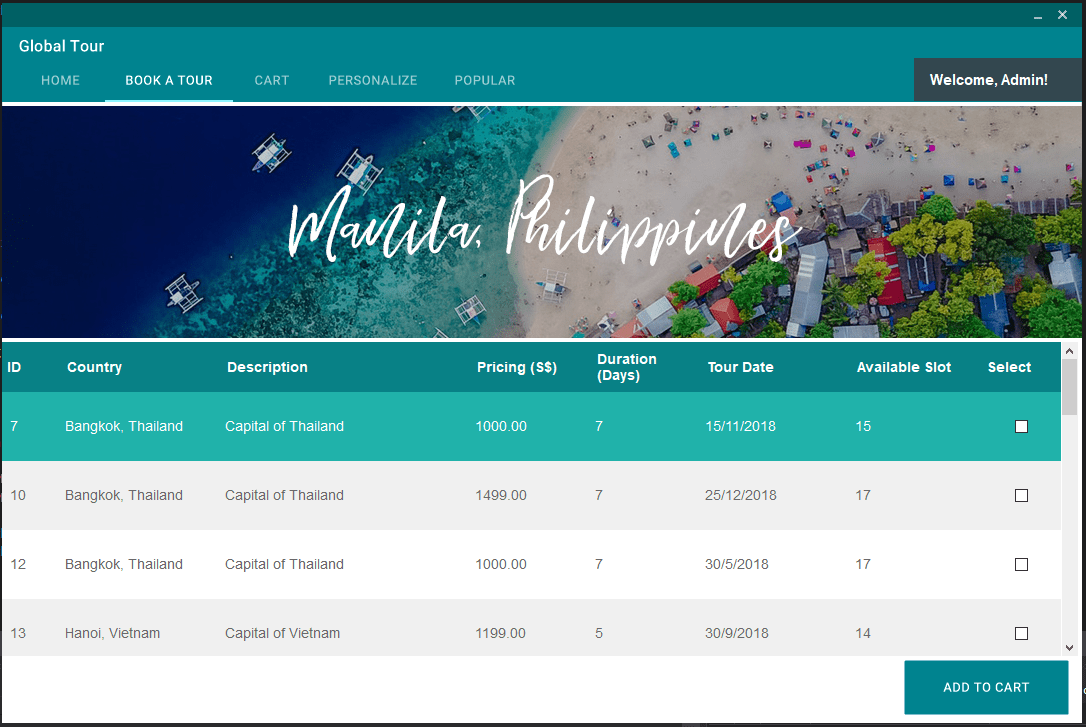 Global Tour
HOME BOOK A TOUR CART PERSONALIZE POPULAR Welcome, Admin!
Manila, Philippines
ID Country Description Pricing (S$) Duration (Days) Tour Date Available Slot Select
7 Bangkok, Thailand Capital of Thailand 1000.00 7 15/11/2018 15
10 Bangkok, Thailand Capital of Thailand 1499.00 7 25/12/2018 17
12 Bangkok, Thailand Capital of Thailand 1000.00 7 30/5/2018 17
13 Hanoi, Vietnam Capital of Vietnam 1199.00 5 30/9/2018 14
ADD TO CART